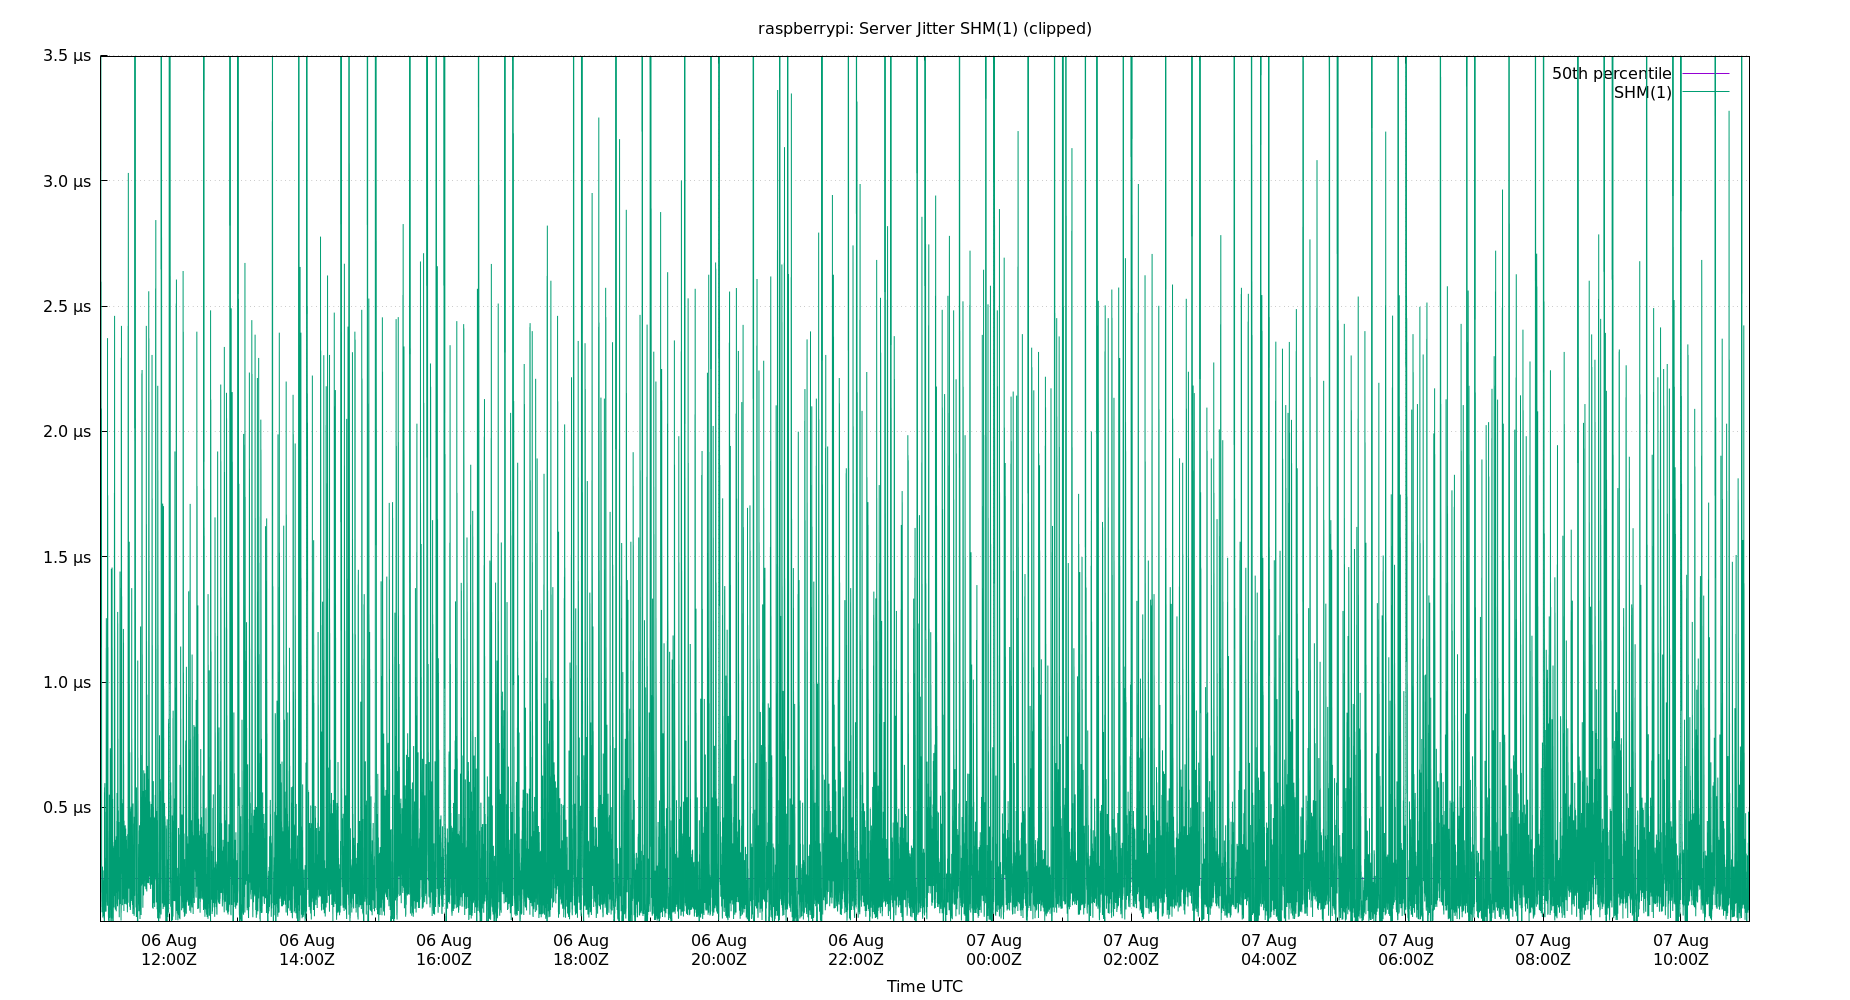 raspberrypi: Server Jitter SHM(1) (clipped)
3.5 µs
3.0 µs
2.5 µs
2.0 µs
1.5 µs
1.0 µs
0.5 µs
50th percentile
SHM(1)
06 Aug 06 Aug 06 Aug 06 Aug 06 Aug 06 Aug 07 Aug 07 Aug 07 Aug 07 Aug 07 Aug 07 Aug
12:00Z 14:00Z 16:00Z 18:00Z 20:00Z 22:00Z 00:00Z 02:00Z 04:00Z 06:00Z 08:00Z 10:00Z
Time UTC